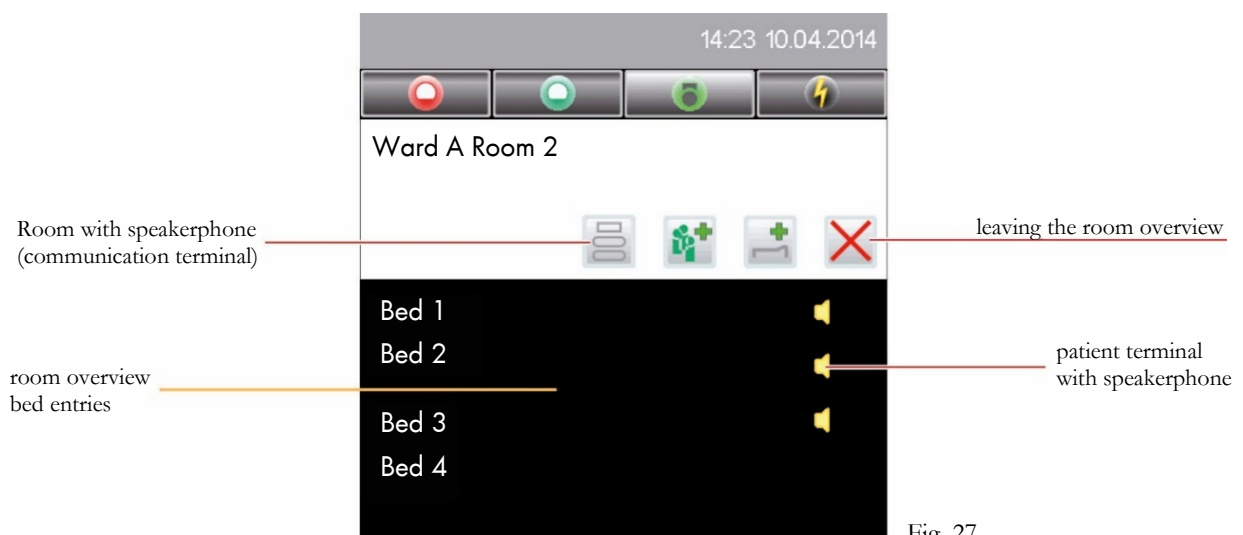 14:23 10.04.2014
Ward A Room 2
Room with speakerphone
(communication terminal)
leaving the room overview
Bed 1
Bed 2
patient terminal
with speakerphone
room overview
bed entries
Bed 3
Bed 4
Fig. 27